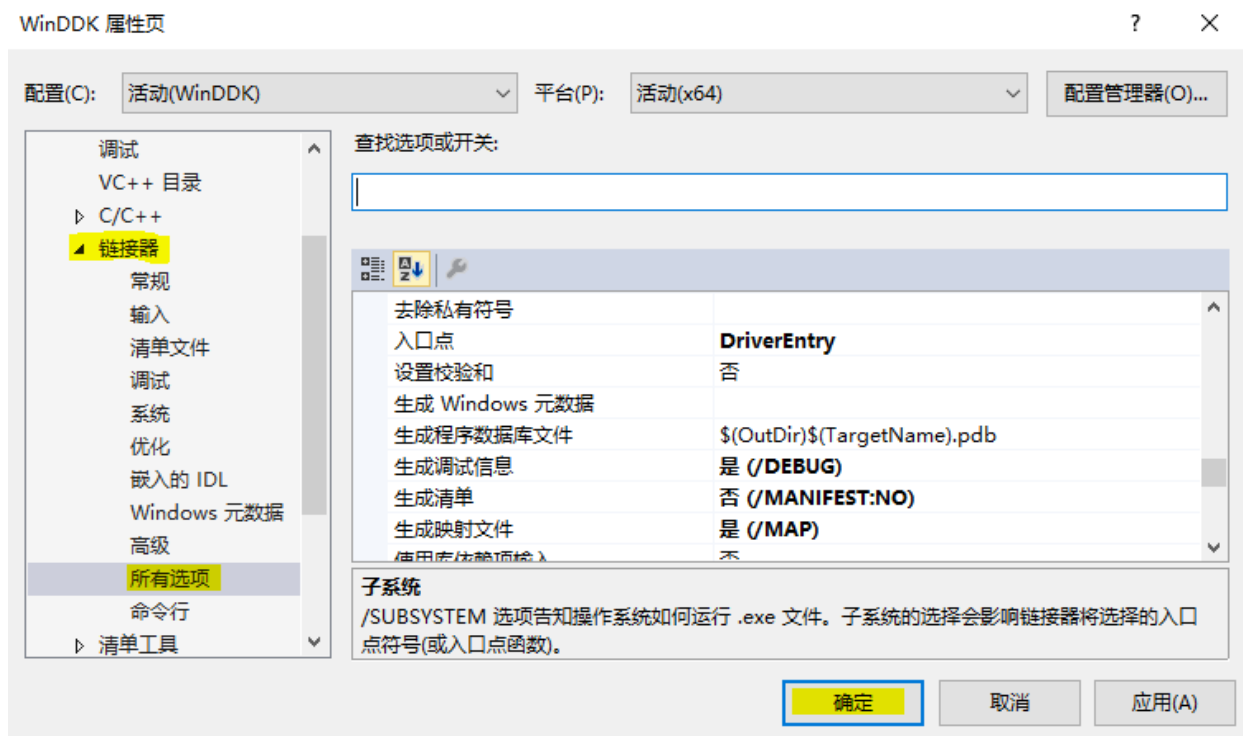 WinDDK 属性页
配置(C): 活动(WinDDK) 平台(P): 活动(x64) 配置管理器(O)...
调试
VC++ 目录
C/C++
链接器
常规
输入
清单文件
调试
系统
优化
嵌入的 IDL
Windows 元数据
高级
所有选项
命令行
清单工具
查找选项或开关:
去除私有符号
入口点 DriverEntry
设置校验和 否
生成 Windows 元数据
生成程序数据库文件 $(OutDir)$(TargetName).pdb
生成调试信息 是 (/DEBUG)
生成清单 否 (/MANIFEST:NO)
生成映射文件 是 (/MAP)
使用库依赖项输入 否
子系统
/SUBSYSTEM 选项告知操作系统如何运行 .exe 文件。子系统的选择会影响链接器将选择的入口
点符号(或入口点函数)。
确定 取消 应用(A)